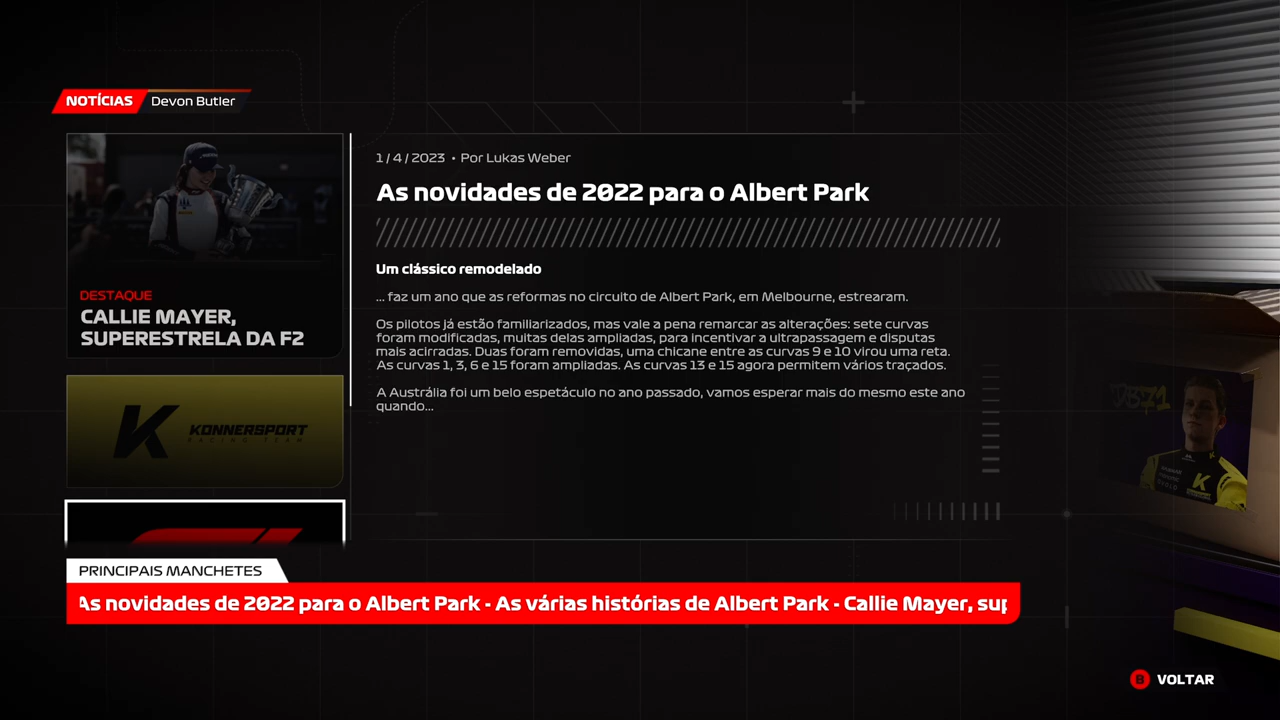 NOTÍCIAS Devon Butler
1 / 4 / 2023 • Por Lukas Weber
As novidades de 2022 para o Albert Park
Um clássico remodelado
... faz um ano que as reformas no circuito de Albert Park, em Melbourne, estrearam.
Os pilotos já estão familiarizados, mas vale a pena remarcar as alterações: sete curvas
foram modificadas, muitas delas ampliadas, para incentivar a ultrapassagem e disputas
mais acirradas. Duas foram removidas, uma chicane entre as curvas 9 e 10 virou uma reta.
As curvas 1, 3, 6 e 15 foram ampliadas. As curvas 13 e 15 agora permitem vários traçados.
A Austrália foi um belo espetáculo no ano passado, vamos esperar mais do mesmo este ano
quando...
DESTAQUE
CALLIE MAYER,
SUPERESTRELA DA F2
K KONNERSPORT
RACING TEAM
PRINCIPAIS MANCHETES
As novidades de 2022 para o Albert Park - As várias histórias de Albert Park - Callie Mayer, sup
DB71
K
KONNERSPORT
B VOLTAR